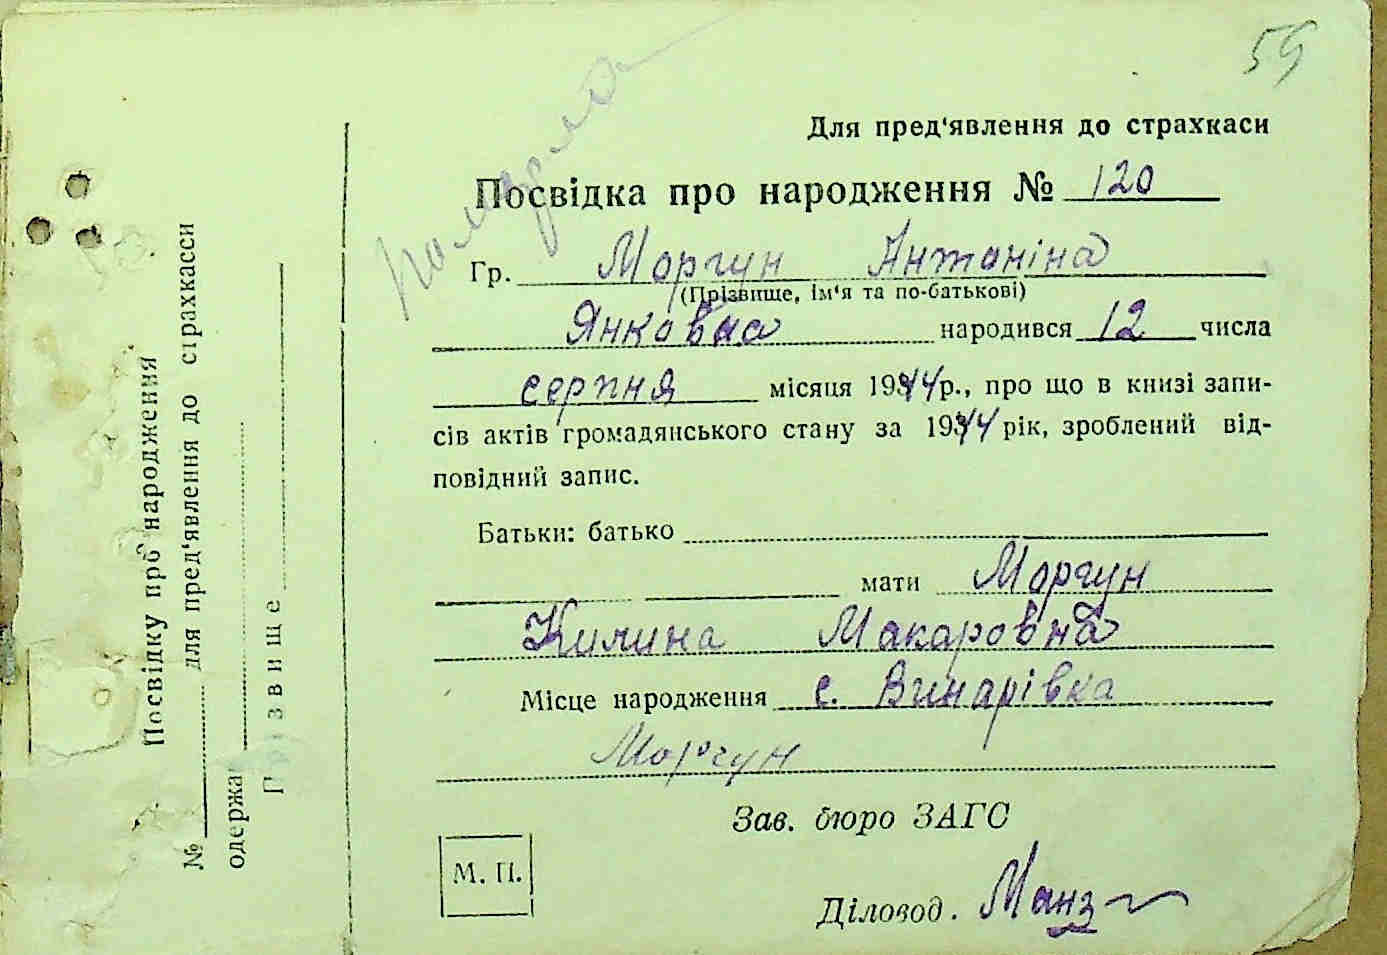 59
Померла
Для пред'явлення до страхкаси
Посвідка про народження № 120
Гр. Моргун Антоніна
(Прізвище, ім'я та по-батькові)
Янковна народився 12 числа
серпня місяця 1944 р., про що в книзі запи-
сів актів громадянського стану за 1944 рік, зроблений від-
повідний запис.
Батьки: батько
мати Моргун
Килина Макаровна
Місце народження с. Винарівка
Моргун
Зав. бюро ЗАГС
М. П.
Діловод.
Посвідку про народження
№ для пред'явлення до страхкасси
одержа
Прізвище